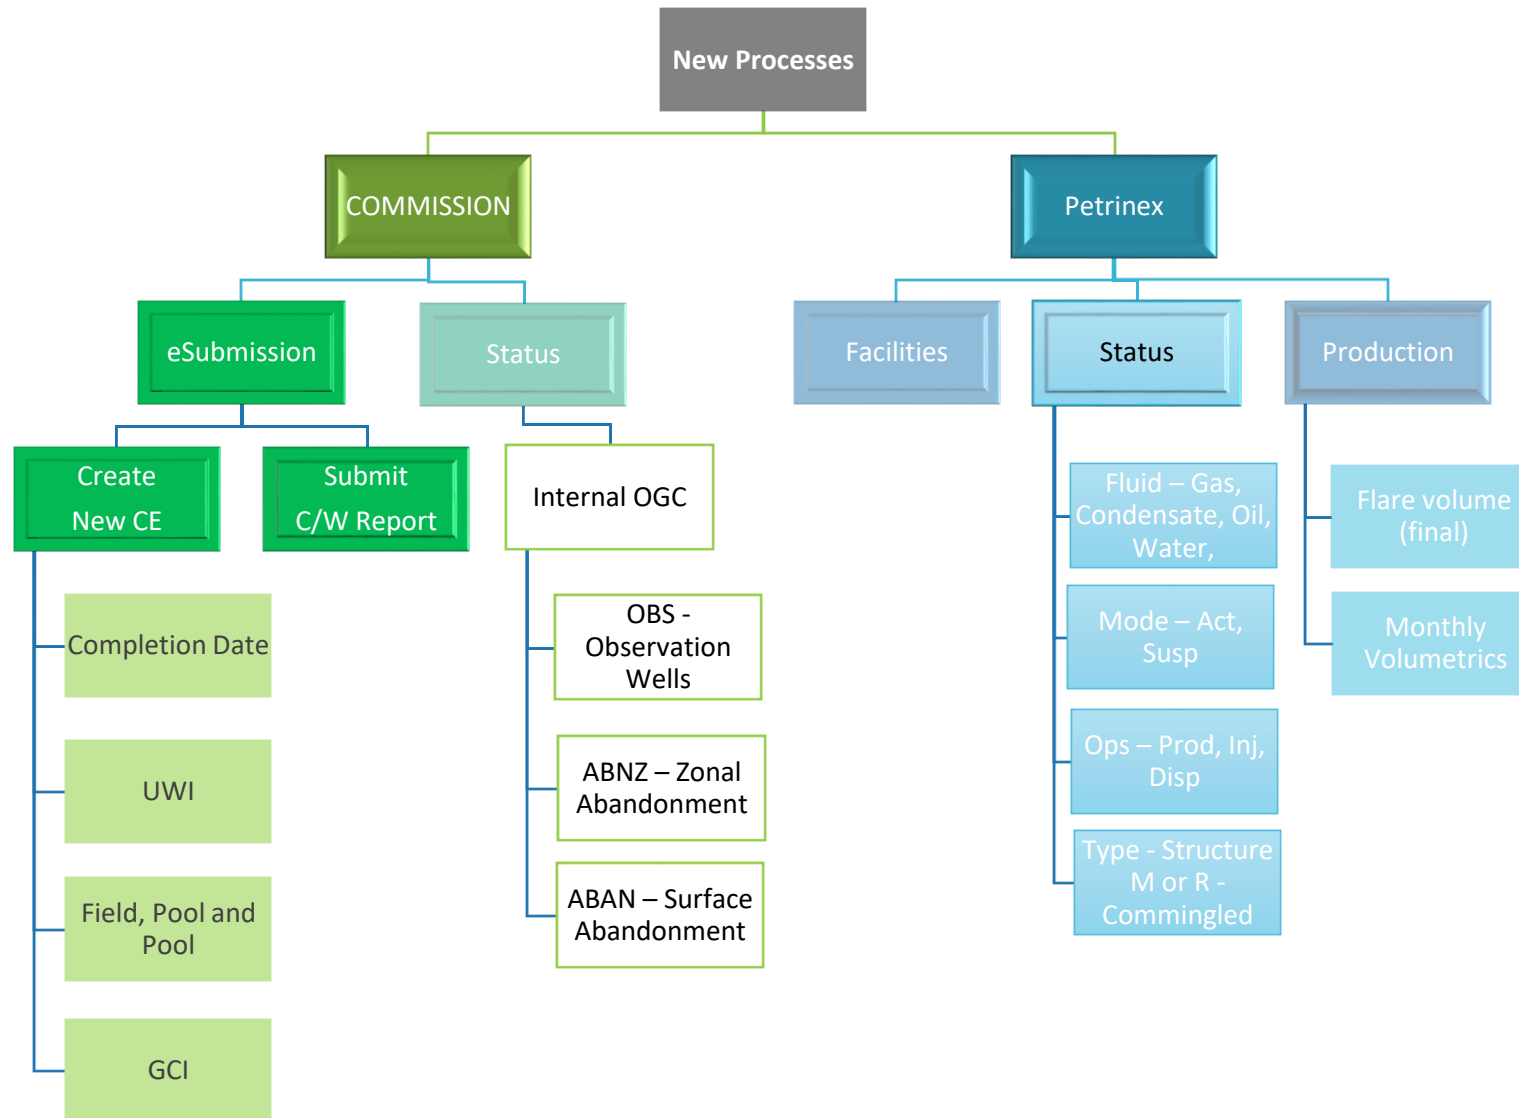 New Processes
COMMISSION
Petrinex
eSubmission
Status
Facilities
Status
Production
Create
New CE
Submit
C/W Report
Internal OGC
Fluid – Gas,
Condensate, Oil,
Water,
Flare volume
(final)
Completion Date
OBS -
Observation
Wells
Mode – Act,
Susp
Monthly
Volumetrics
UWI
ABNZ – Zonal
Abandonment
Ops – Prod, Inj,
Disp
Field, Pool and
Pool
ABAN – Surface
Abandonment
Type - Structure
M or R -
Commingled
GCI